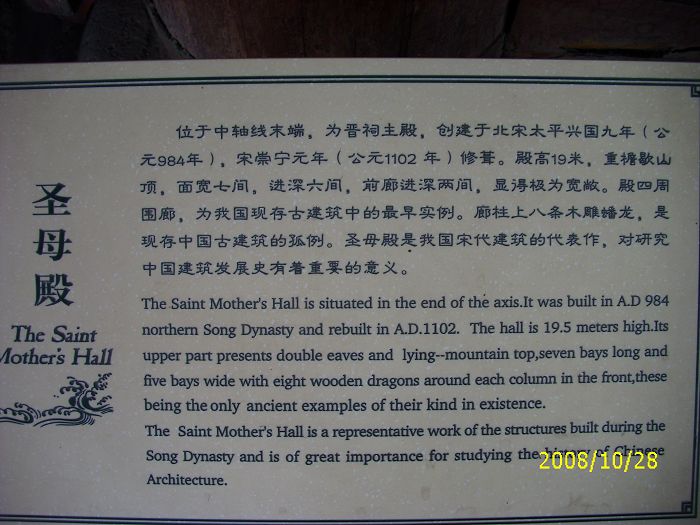 圣母殿
The Saint
Mother's Hall
位于中轴线末端，为晋祠主殿，创建于北宋太平兴国九年（公
元984年），宋崇宁元年（公元1102 年）修葺。殿高19米，重檐歇山
顶，面宽七间，进深六间，前廊进深两间，显得极为宽敞。殿四周
围廊，为我国现存古建筑中的最早实例。廊柱上八条木雕蟠龙，是
现存中国古建筑的孤例。圣母殿是我国宋代建筑的代表作，对研究
中国建筑发展史有着重要的意义。
The Saint Mother's Hall is situated in the end of the axis.It was built in A.D 984
northern Song Dynasty and rebuilt in A.D.1102. The hall is 19.5 meters high.Its
upper part presents double eaves and lying--mountain top,seven bays long and
five bays wide with eight wooden dragons around each column in the front,these
being the only ancient examples of their kind in existence.
The Saint Mother's Hall is a representative work of the structures built during the
Song Dynasty and is of great importance for studying the history of Chinese
Architecture.
2008/10/28